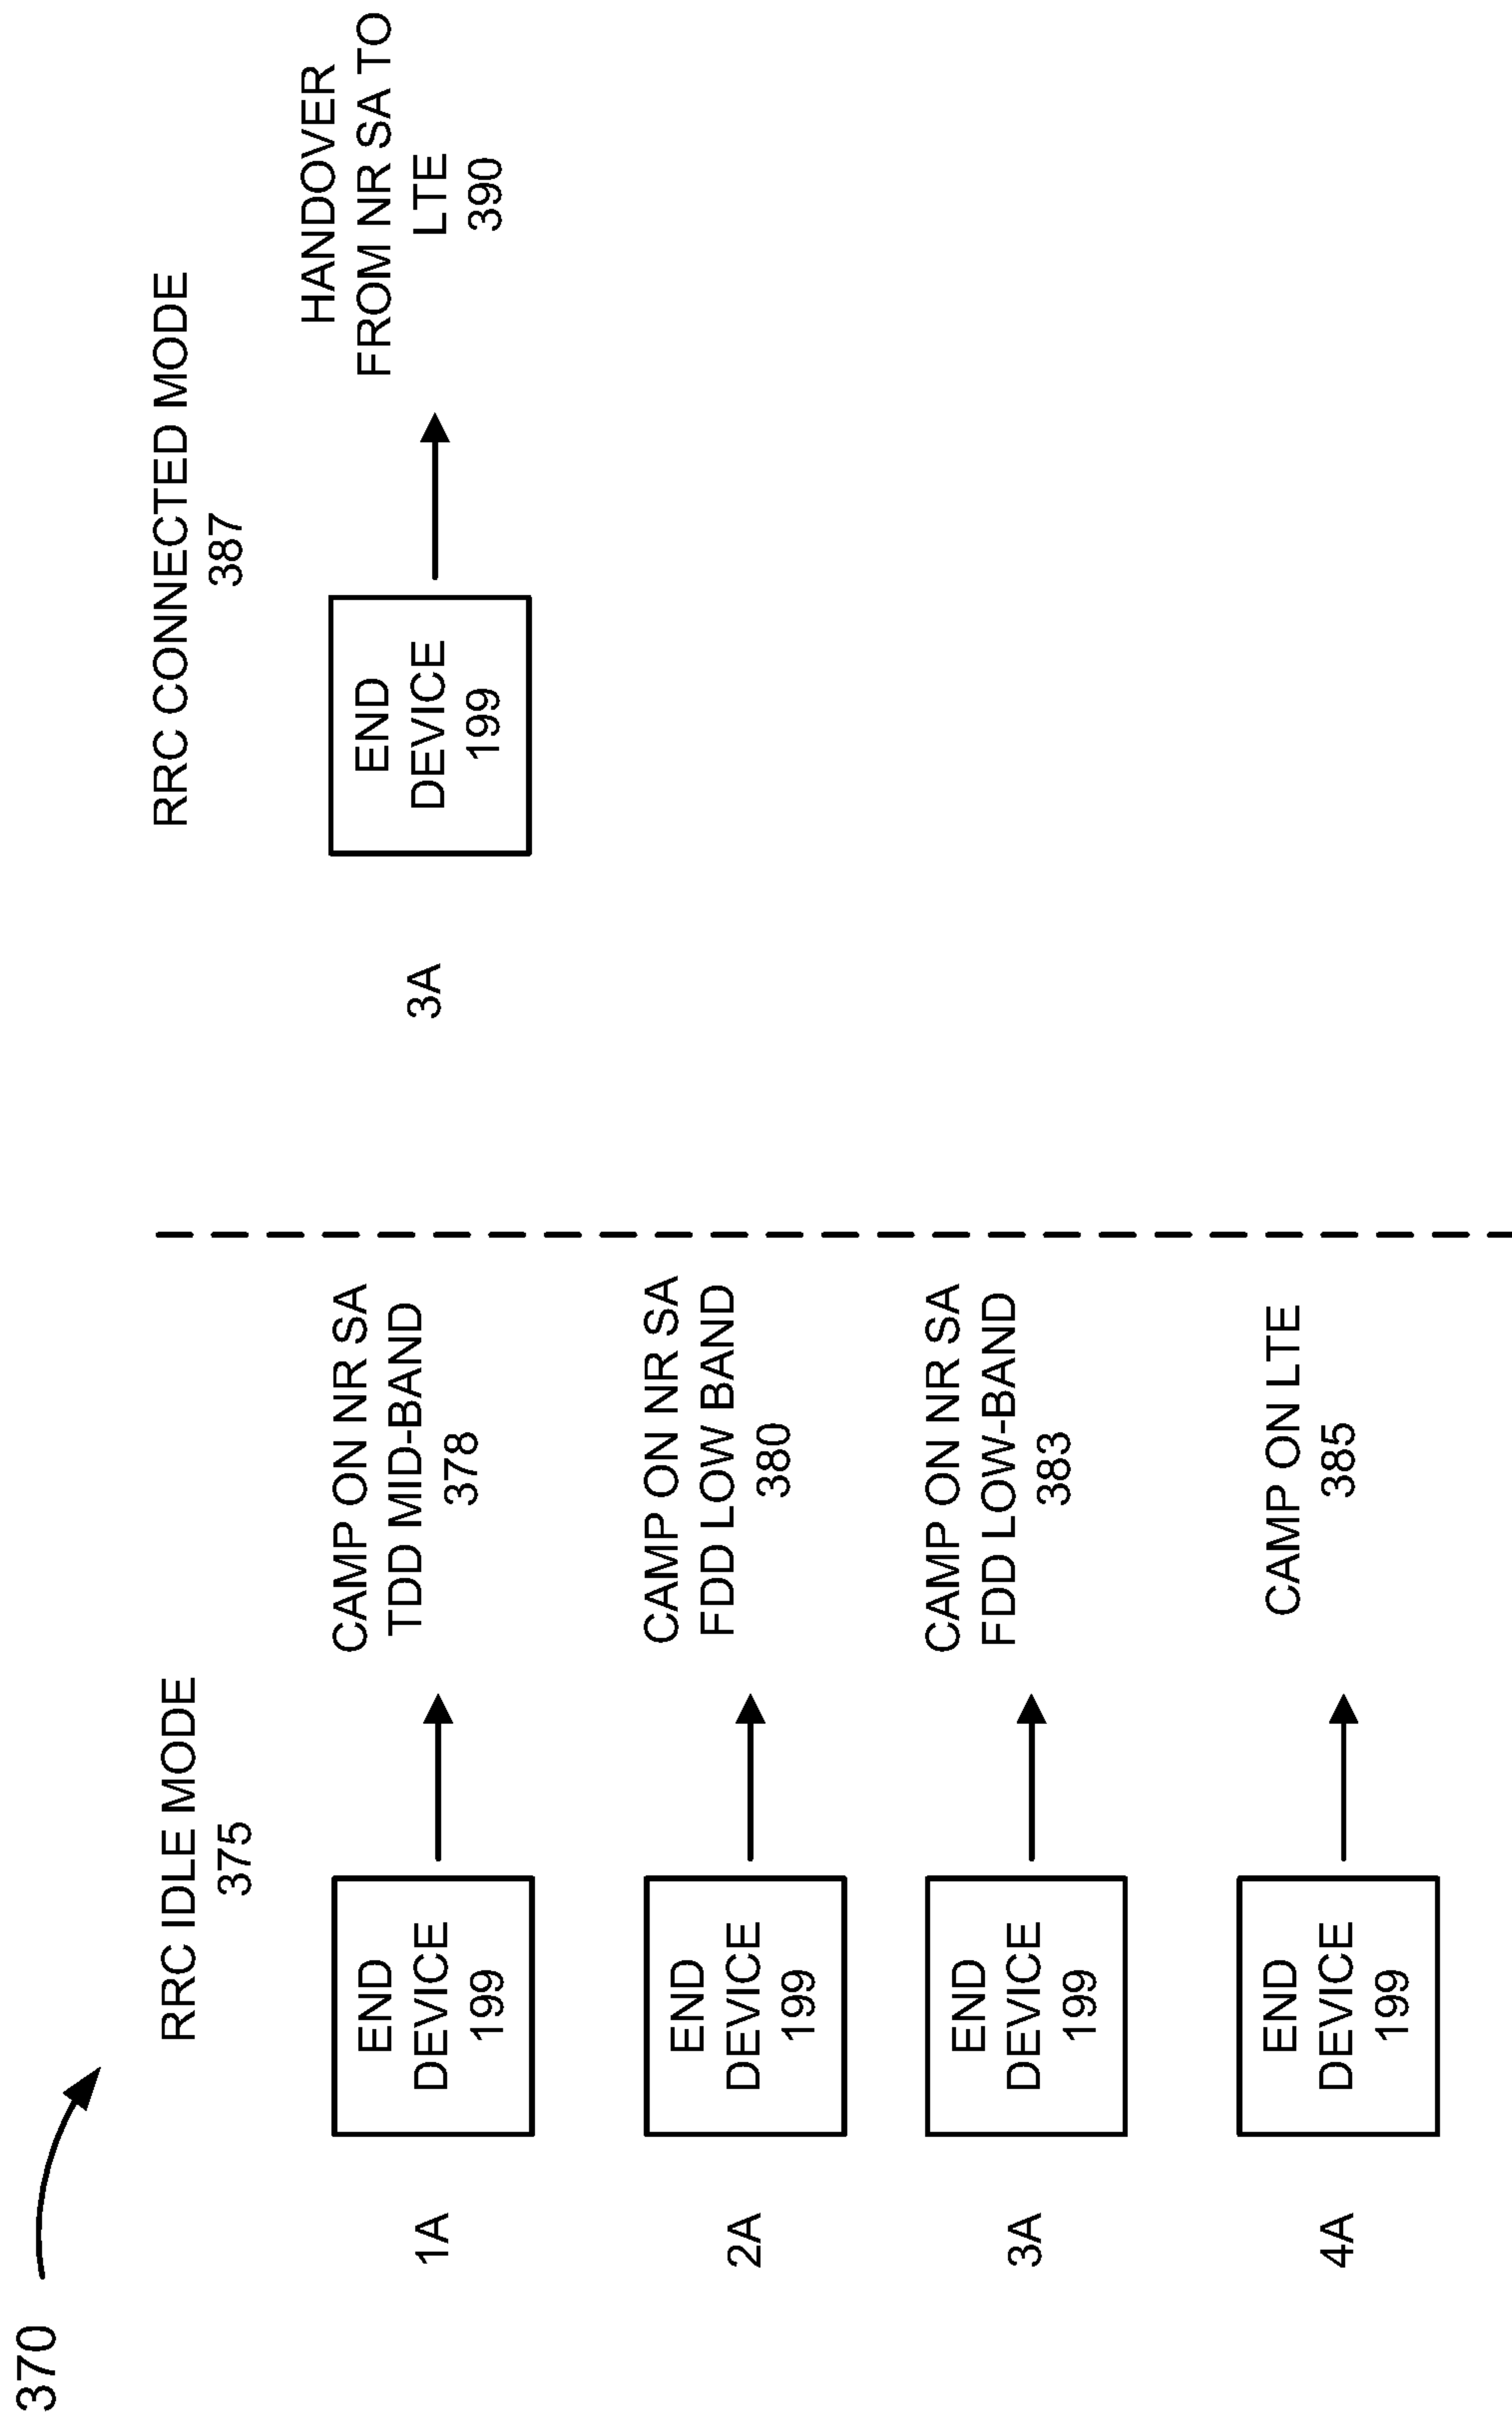 370
RRC IDLE MODE
375
1A
END
DEVICE
199
CAMP ON NR SA
TDD MID-BAND
378
2A
END
DEVICE
199
CAMP ON NR SA
FDD LOW BAND
380
3A
END
DEVICE
199
CAMP ON NR SA
FDD LOW-BAND
383
4A
END
DEVICE
199
CAMP ON LTE
385
RRC CONNECTED MODE
387
3A
END
DEVICE
199
HANDOVER
FROM NR SA TO
LTE
390